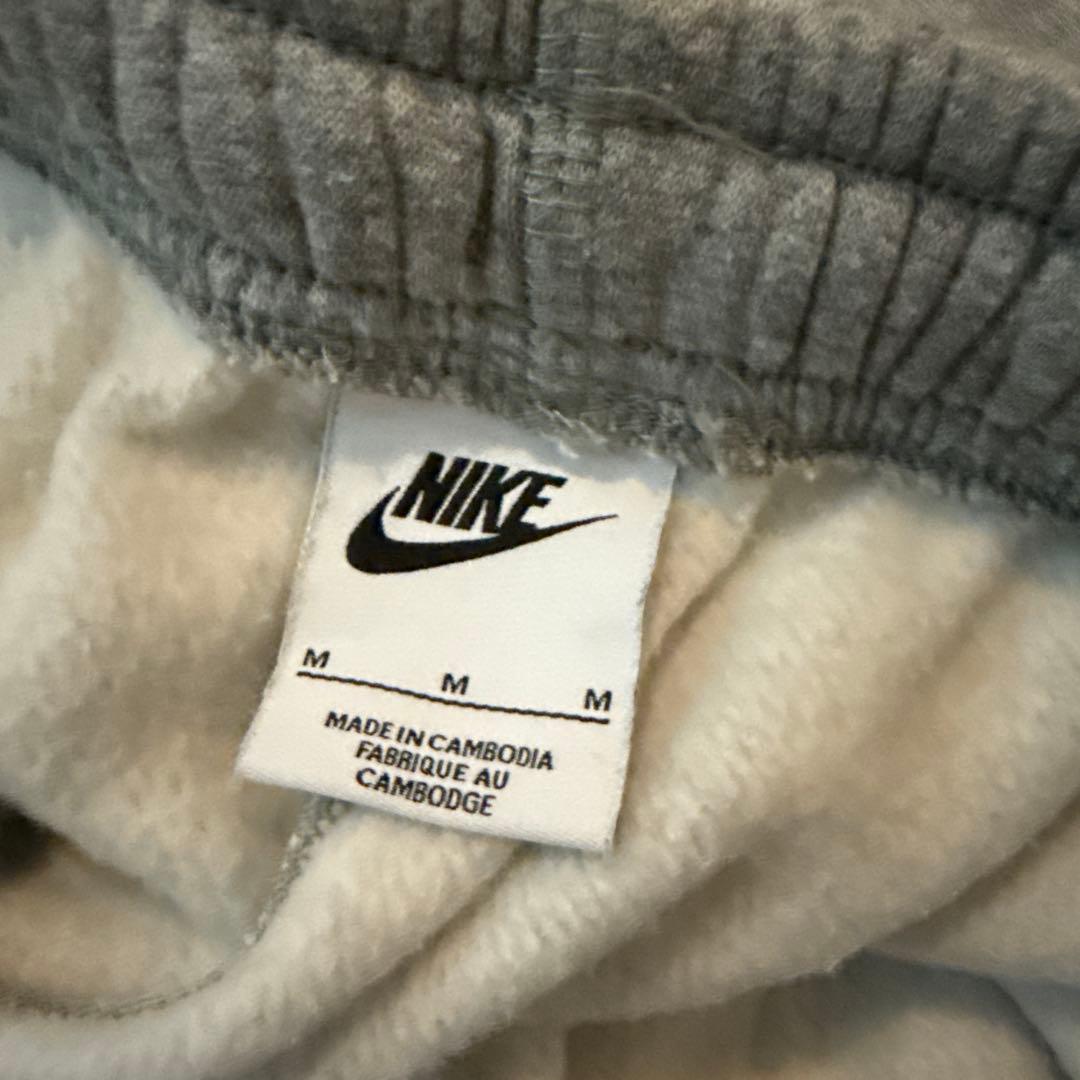 NIKE
M M M
MADE IN CAMBODIA
FABRIQUE AU
CAMBODGE